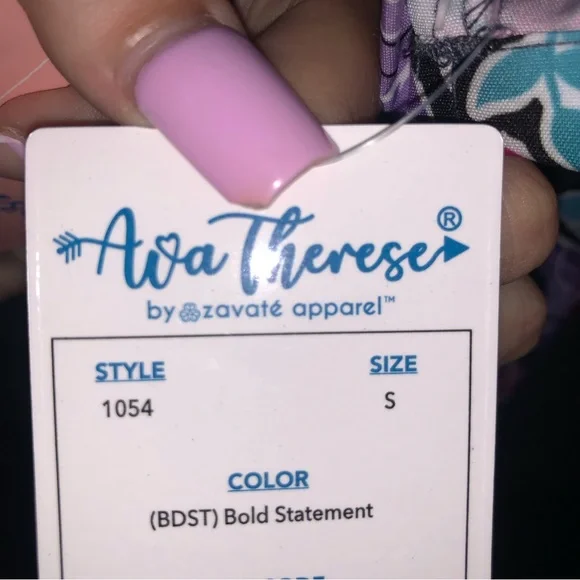 Ava Therese®
by zavaté apparel™
STYLE SIZE
1054 S
COLOR
(BDST) Bold Statement